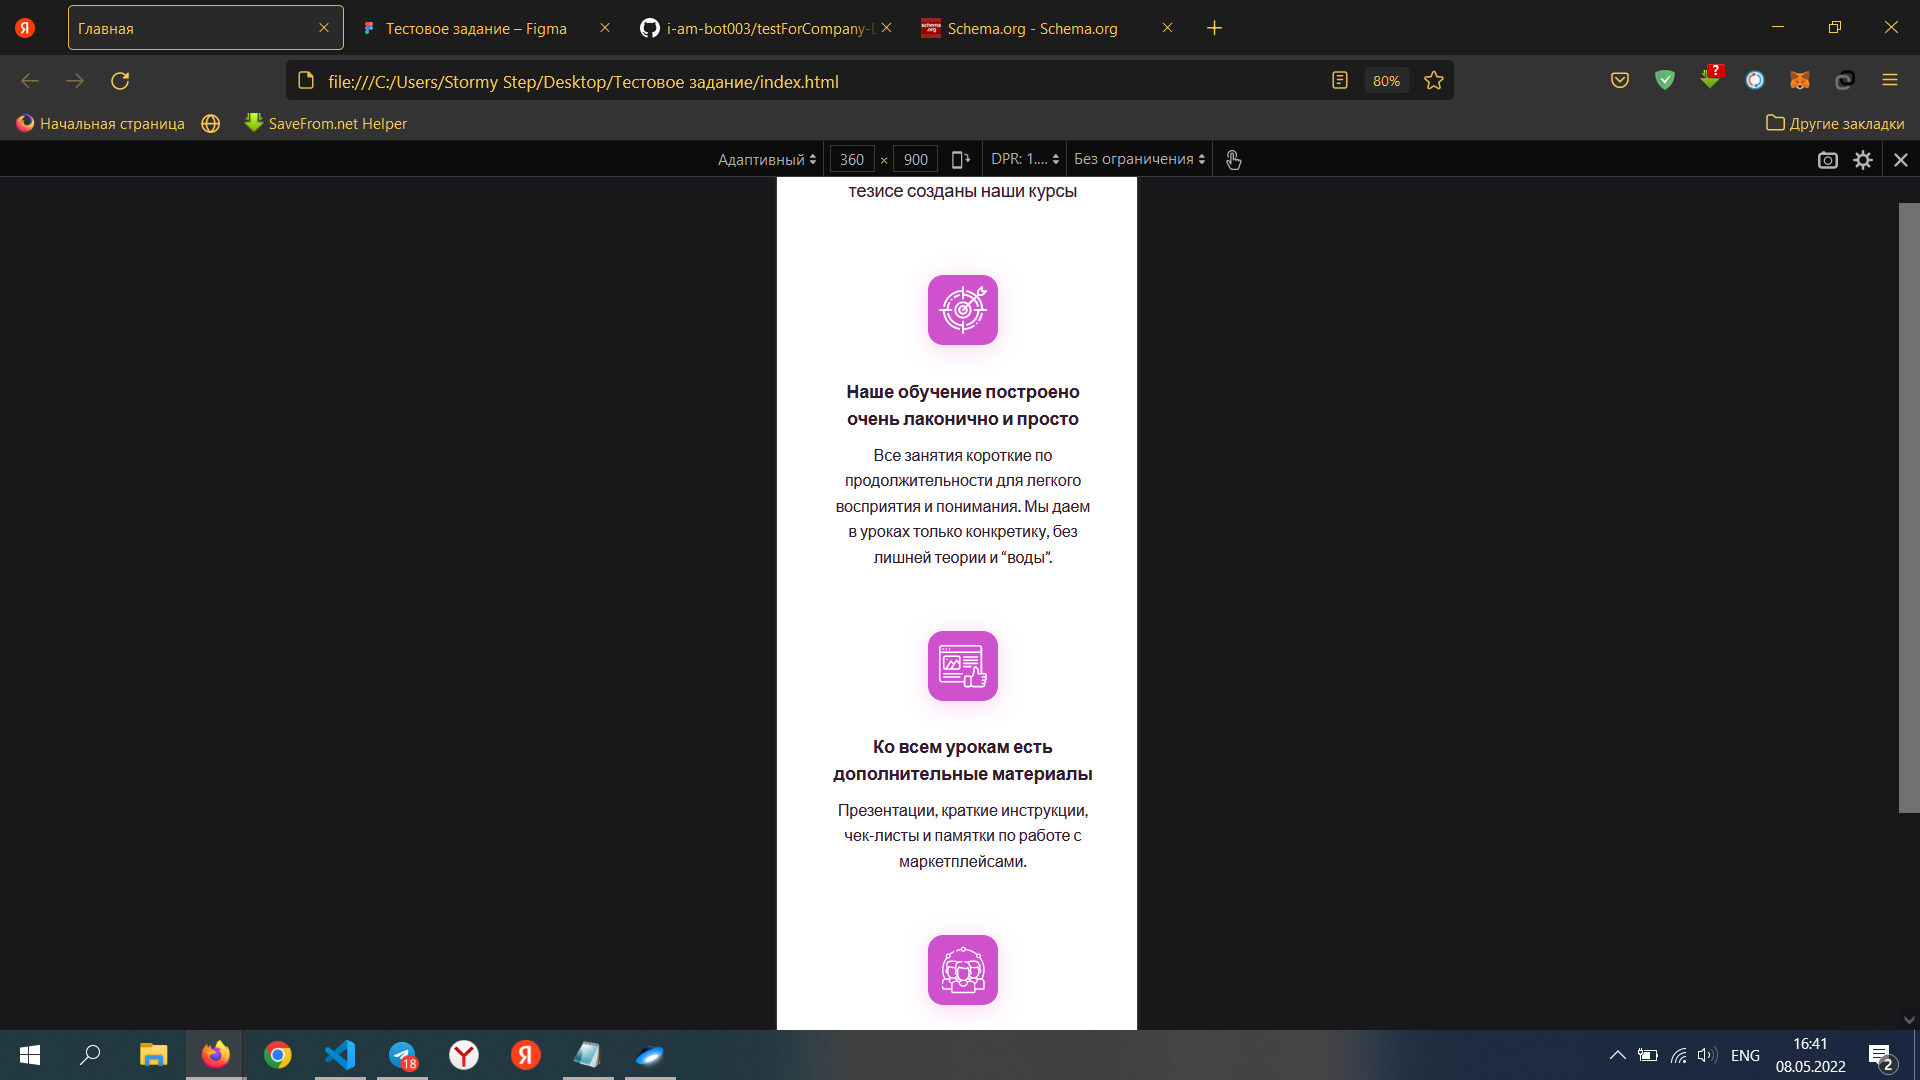 Главная
Тестовое задание – Figma
i-am-bot003/testForCompany-L
Schema.org - Schema.org
file:///C:/Users/Stormy Step/Desktop/Тестовое задание/index.html
80%
Начальная страница
SaveFrom.net Helper
Другие закладки
Адаптивный
360 × 900
DPR: 1....
Без ограничения
тезисе созданы наши курсы
Наше обучение построено
очень лаконично и просто
Все занятия короткие по
продолжительности для легкого
восприятия и понимания. Мы даем
в уроках только конкретику, без
лишней теории и “воды”.
Ко всем урокам есть
дополнительные материалы
Презентации, краткие инструкции,
чек-листы и памятки по работе с
маркетплейсами.
18
ENG
16:41
08.05.2022
2